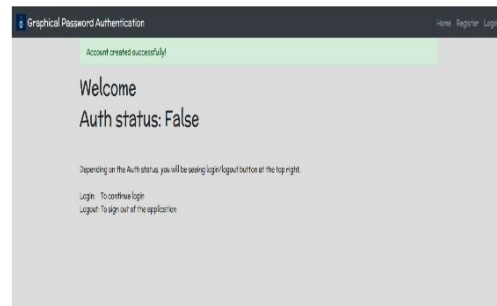 Graphical Password Authentication
Home Register Login
Account created successfully!
Welcome
Auth status: False
Depending on the Auth status, you will be seeing login/logout button at the top right.
Login: To continue login
Logout: To sign out of the application